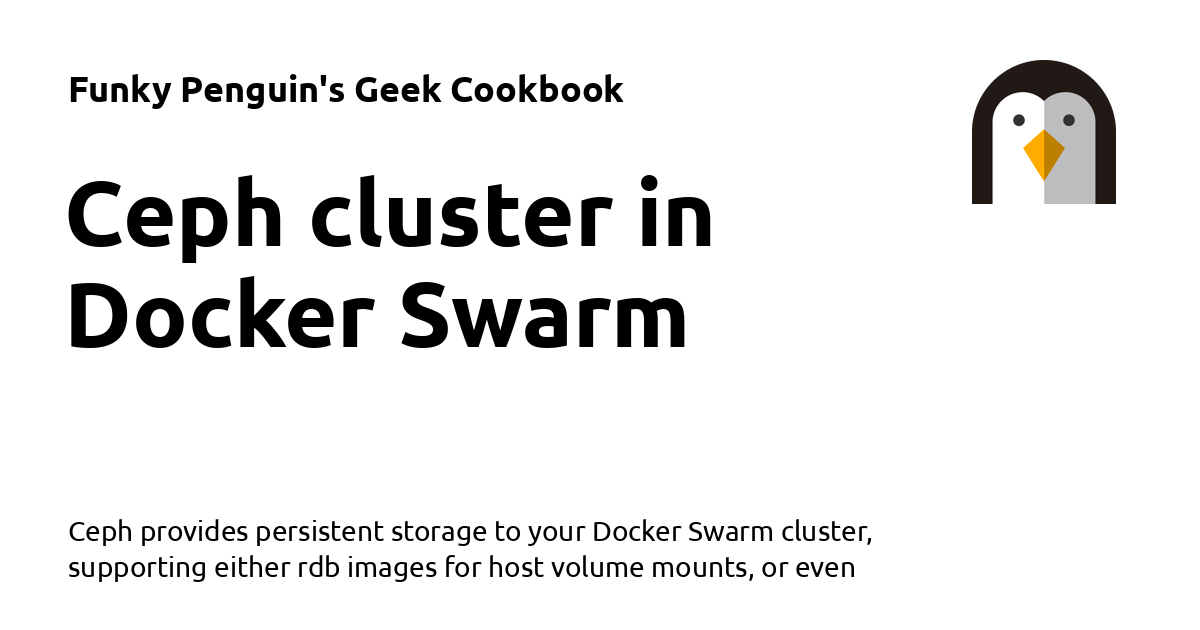 Funky Penguin's Geek Cookbook
Ceph cluster in
Docker Swarm
Ceph provides persistent storage to your Docker Swarm cluster,
supporting either rdb images for host volume mounts, or even